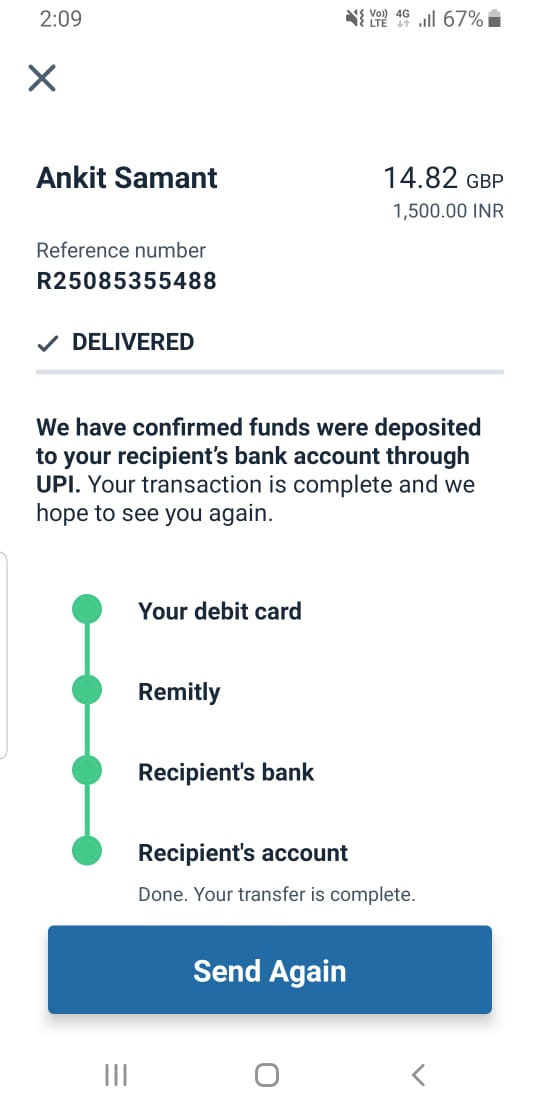 2:09 Vo)) LTE 4G 67%
Ankit Samant 14.82 GBP
1,500.00 INR
Reference number
R25085355488
DELIVERED
We have confirmed funds were deposited
to your recipient's bank account through
UPI. Your transaction is complete and we
hope to see you again.
Your debit card
Remitly
Recipient's bank
Recipient's account
Done. Your transfer is complete.
Send Again